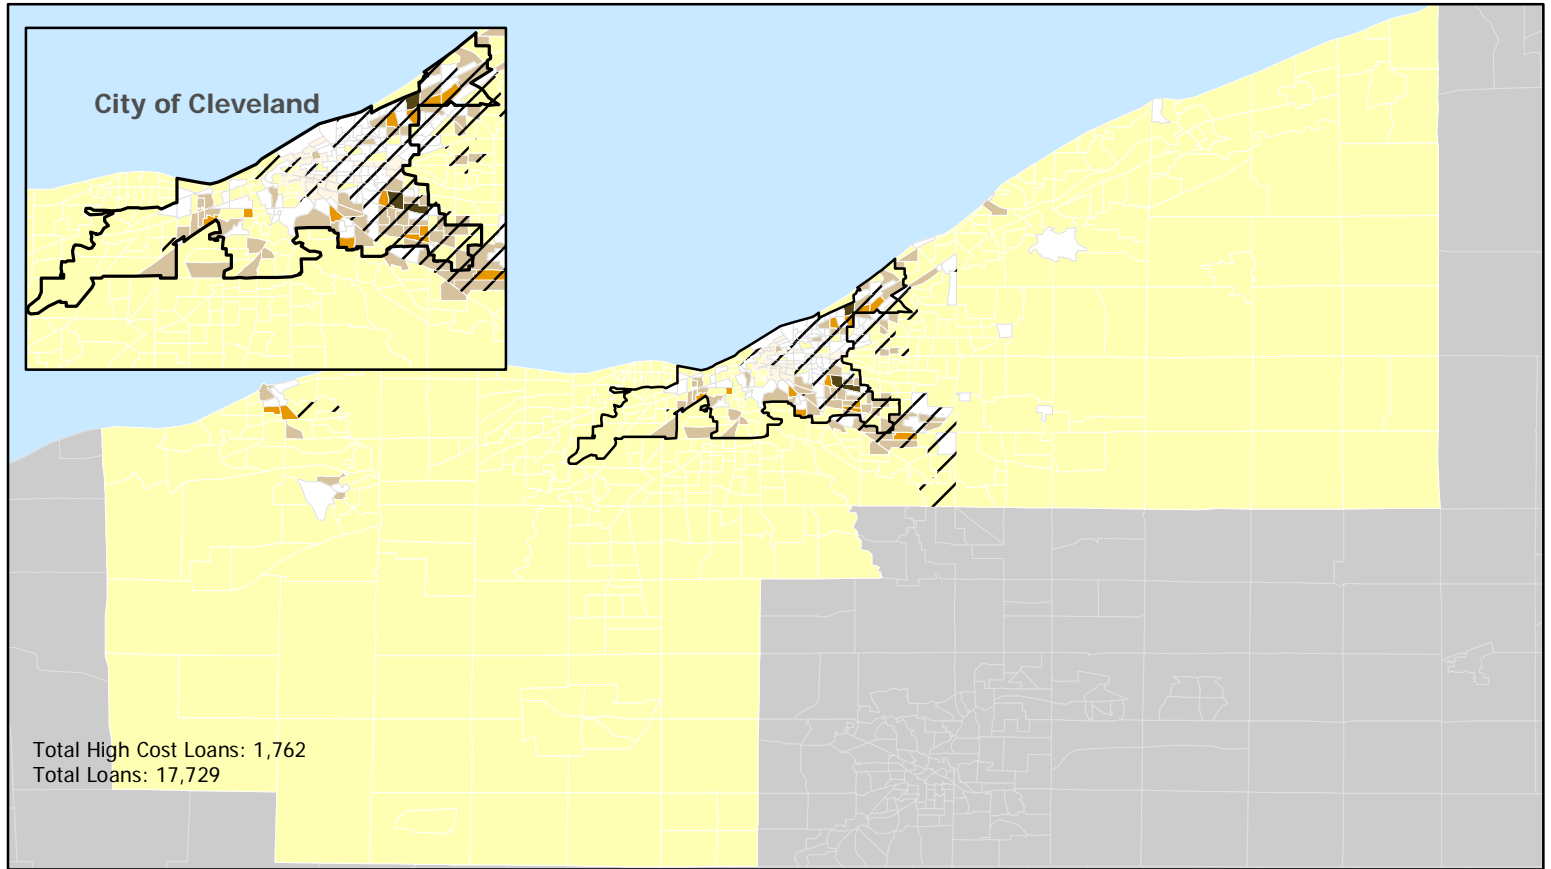 City of Cleveland
Total High Cost Loans: 1,762
Total Loans: 17,729